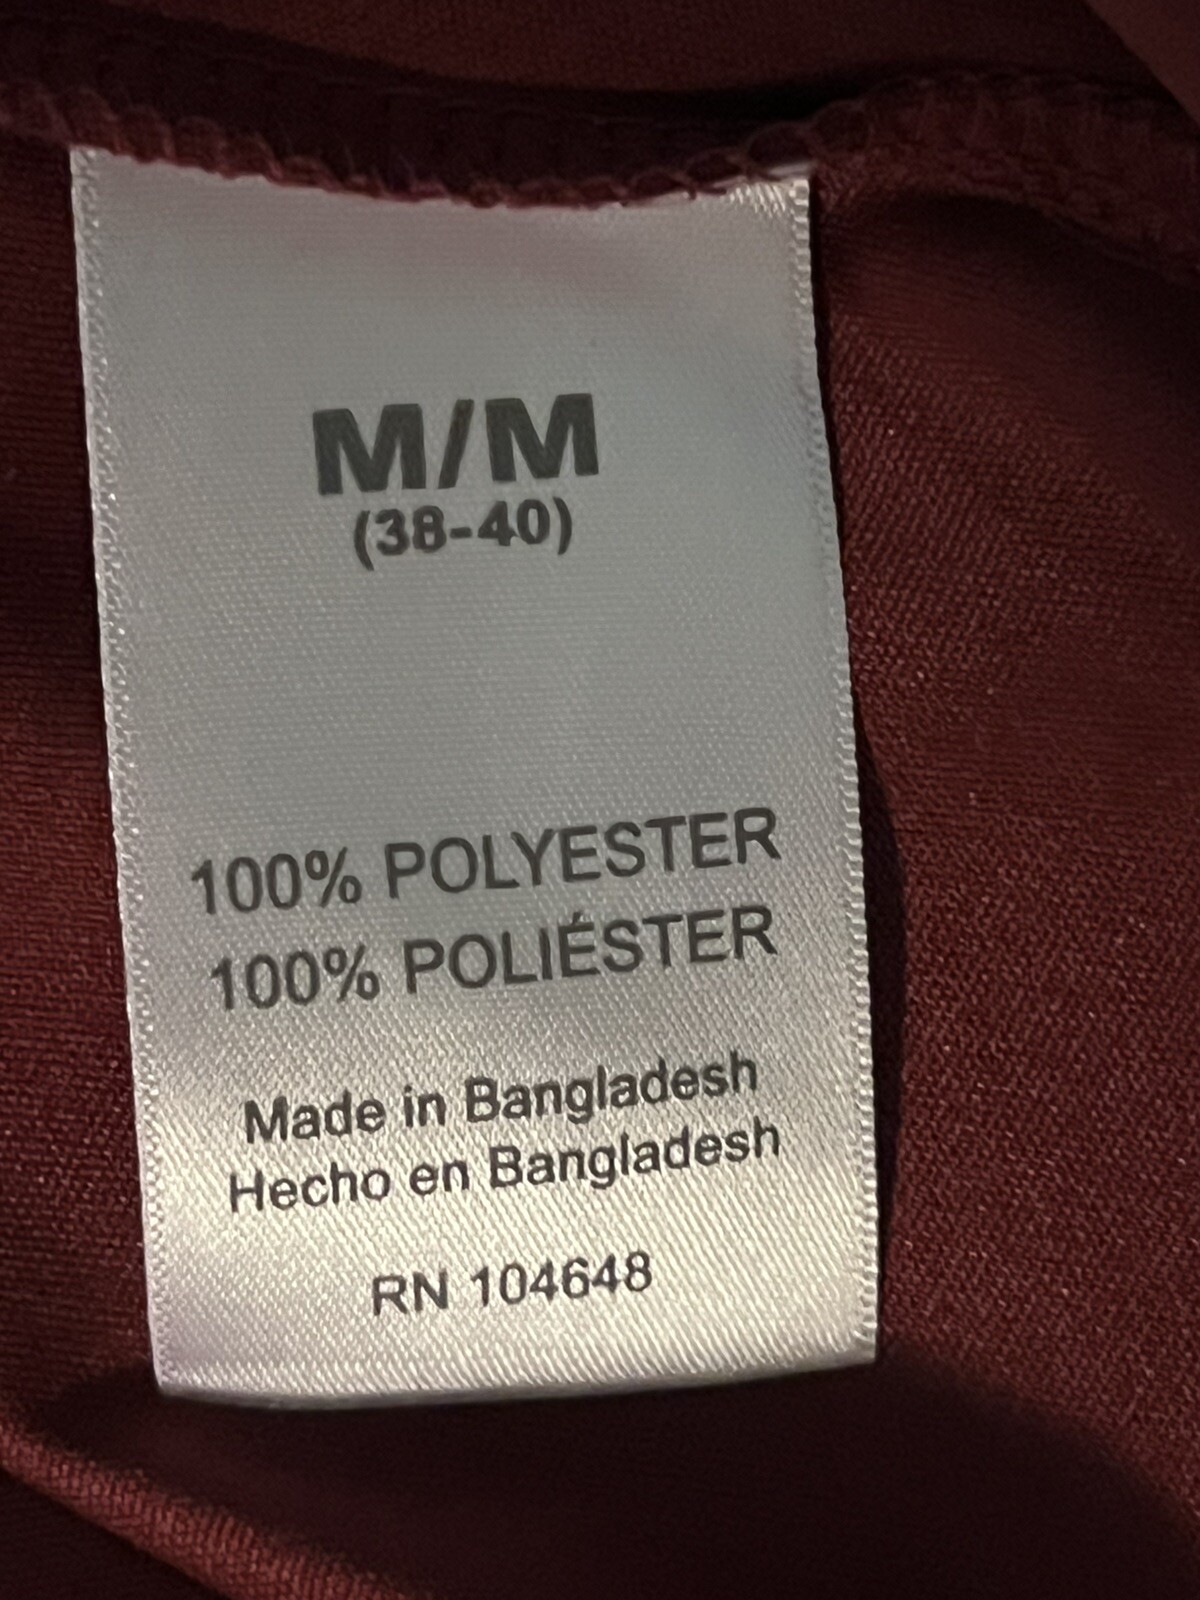 M/M
(38-40)
100% POLYESTER
100% POLIÉSTER
Made in Bangladesh
Hecho en Bangladesh
RN 104648